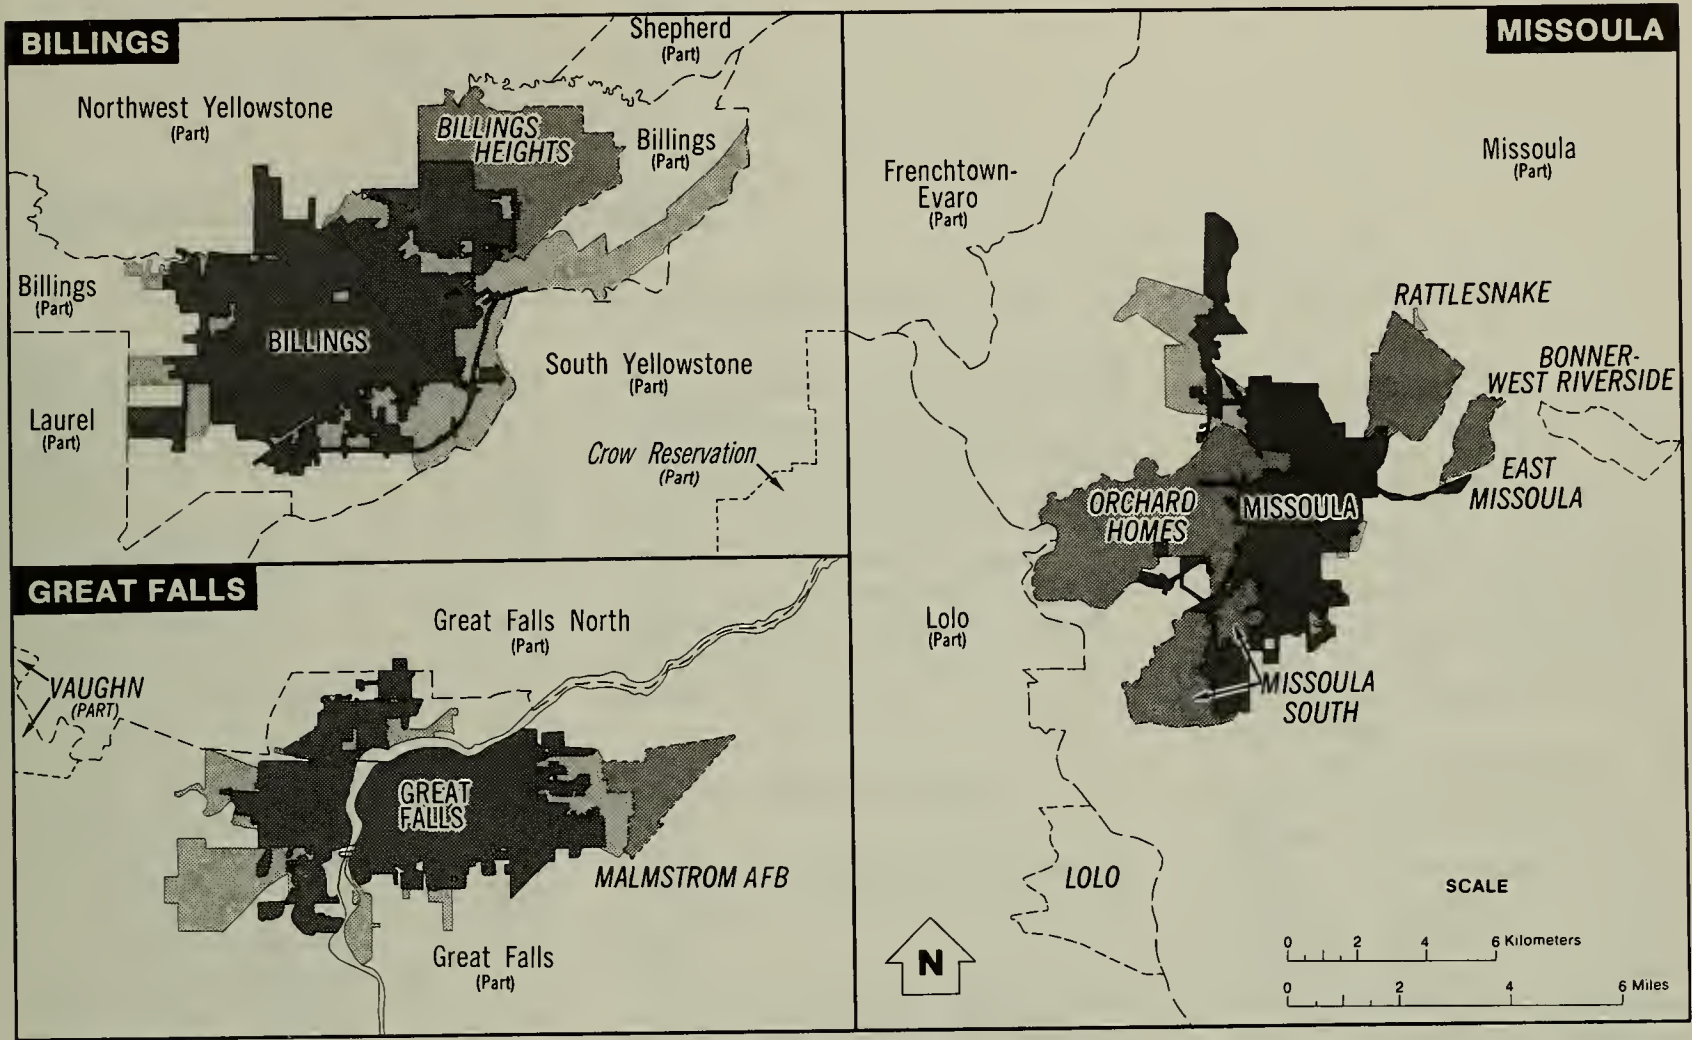 BILLINGS
Shepherd
(Part)
Northwest Yellowstone
(Part)
BILLINGS
HEIGHTS
Billings
(Part)
Billings
(Part)
BILLINGS
South Yellowstone
(Part)
Laurel
(Part)
Crow Reservation
(Part)
GREAT FALLS
Great Falls North
(Part)
VAUGHN
(PART)
GREAT
FALLS
MALMSTROM AFB
Great Falls
(Part)
MISSOULA
Missoula
(Part)
Frenchtown-
Evaro
(Part)
RATTLESNAKE
BONNER-
WEST RIVERSIDE
EAST
MISSOULA
ORCHARD
HOMES
MISSOULA
Lolo
(Part)
MISSOULA
SOUTH
LOLO
SCALE
0 2 4 6 Kilometers
0 2 4 6 Miles
N